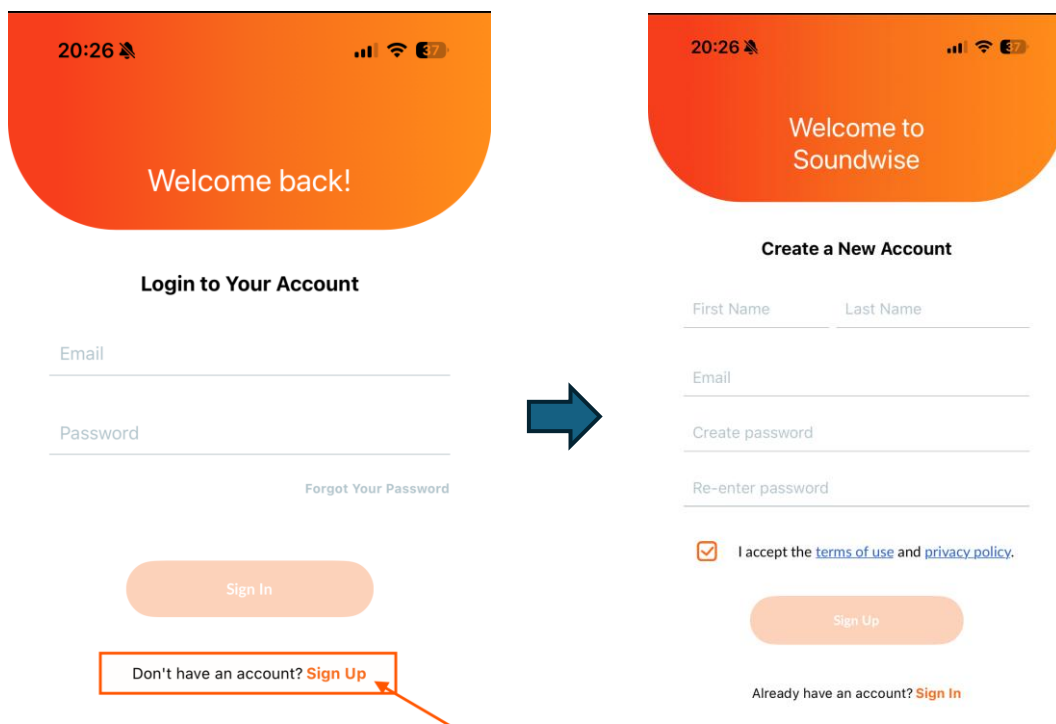 20:26
37
Welcome back!
Login to Your Account
Email
Password
Forgot Your Password
Sign In
Don't have an account? Sign Up
20:26
37
Welcome to
Soundwise
Create a New Account
First Name Last Name
Email
Create password
Re-enter password
I accept the terms of use and privacy policy.
Sign Up
Already have an account? Sign In